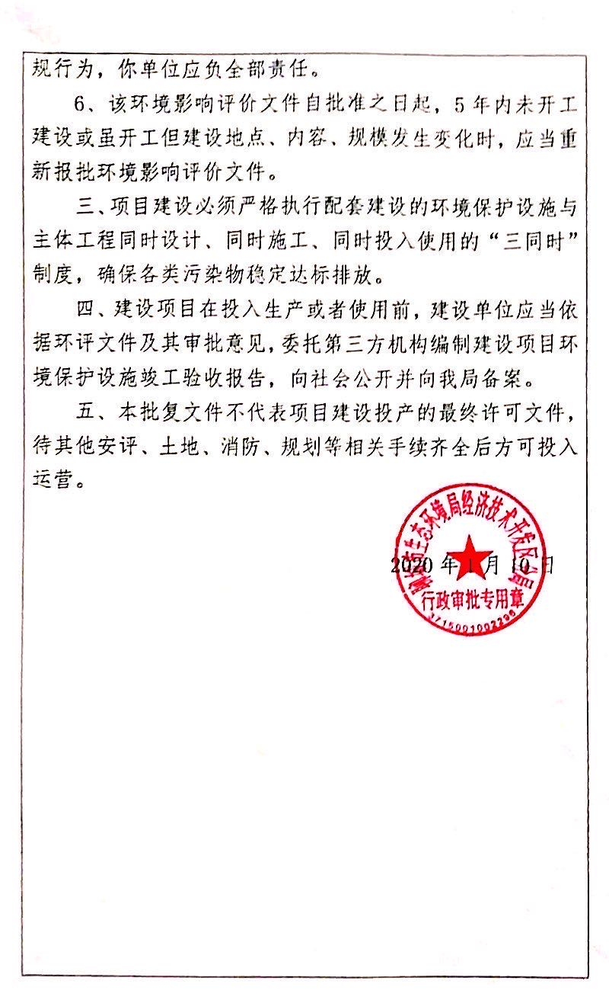 规行为，你单位应负全部责任。
6、该环境影响评价文件自批准之日起，5年内未开工
建设或虽开工但建设地点、内容、规模发生变化时，应当重
新报批环境影响评价文件。
三、项目建设必须严格执行配套建设的环境保护设施与
主体工程同时设计、同时施工、同时投入使用的“三同时”
制度，确保各类污染物稳定达标排放。
四、建设项目在投入生产或者使用前，建设单位应当依
据环评文件及其审批意见，委托第三方机构编制建设项目环
境保护设施竣工验收报告，向社会公开并向我局备案。
五、本批复文件不代表项目建设投产的最终许可文件，
待其他安评、土地、消防、规划等相关手续齐全后方可投入
运营。
市生态环境局经济技术开发区分局
2020年1月10日
行政审批专用章
3715001002296